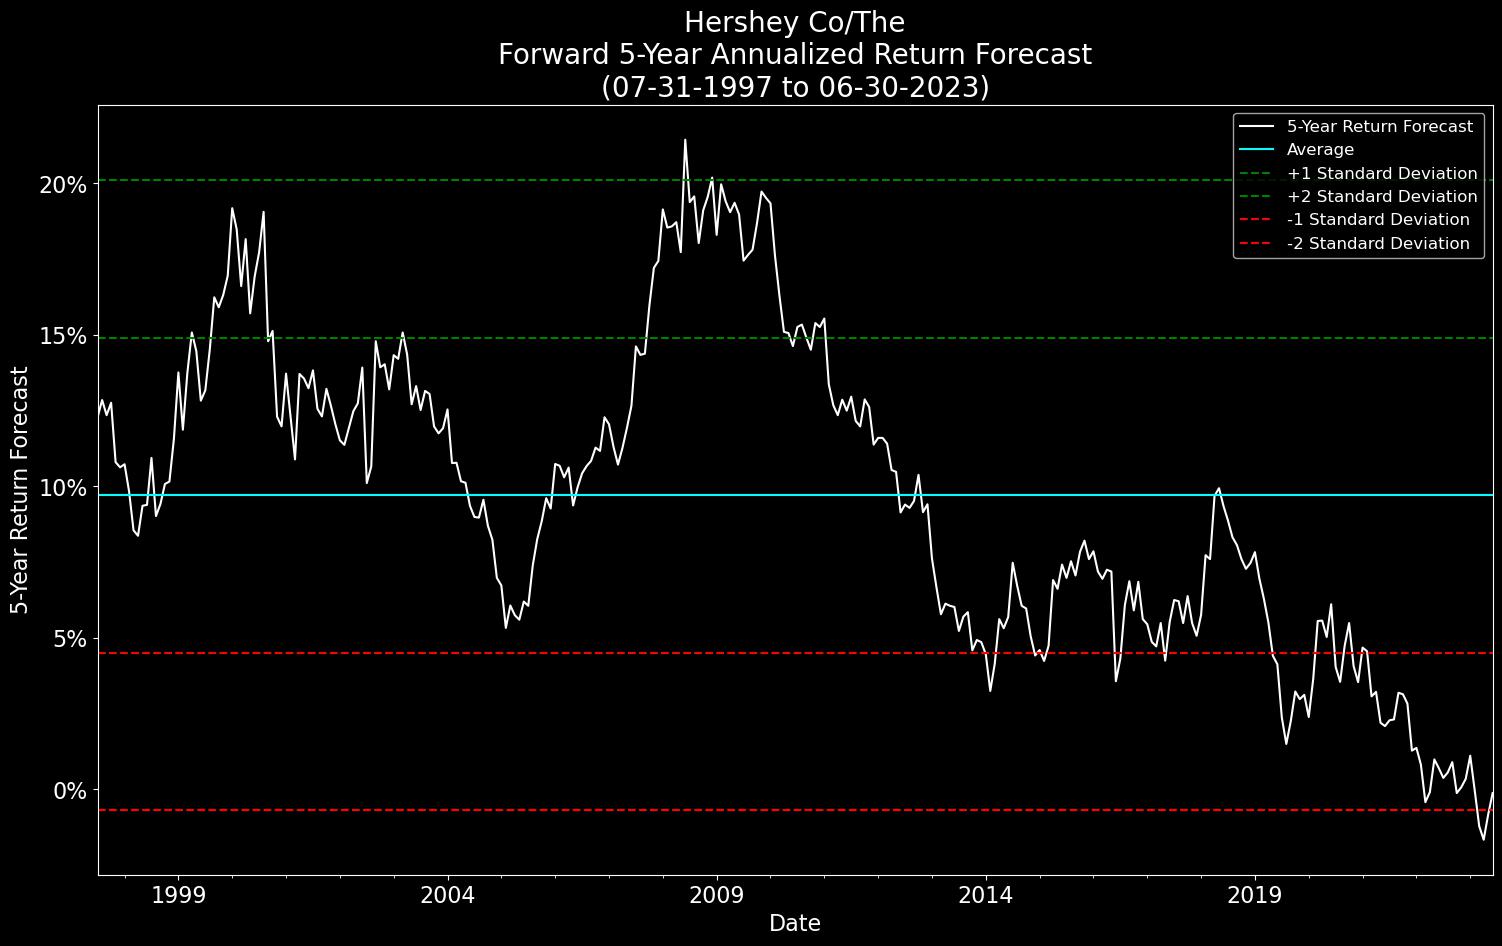 Hershey Co/The
Forward 5-Year Annualized Return Forecast
(07-31-1997 to 06-30-2023)
5-Year Return Forecast
Average
+1 Standard Deviation
+2 Standard Deviation
-1 Standard Deviation
-2 Standard Deviation
5-Year Return Forecast
20%
15%
10%
5%
0%
1999 2004 2009 2014 2019
Date